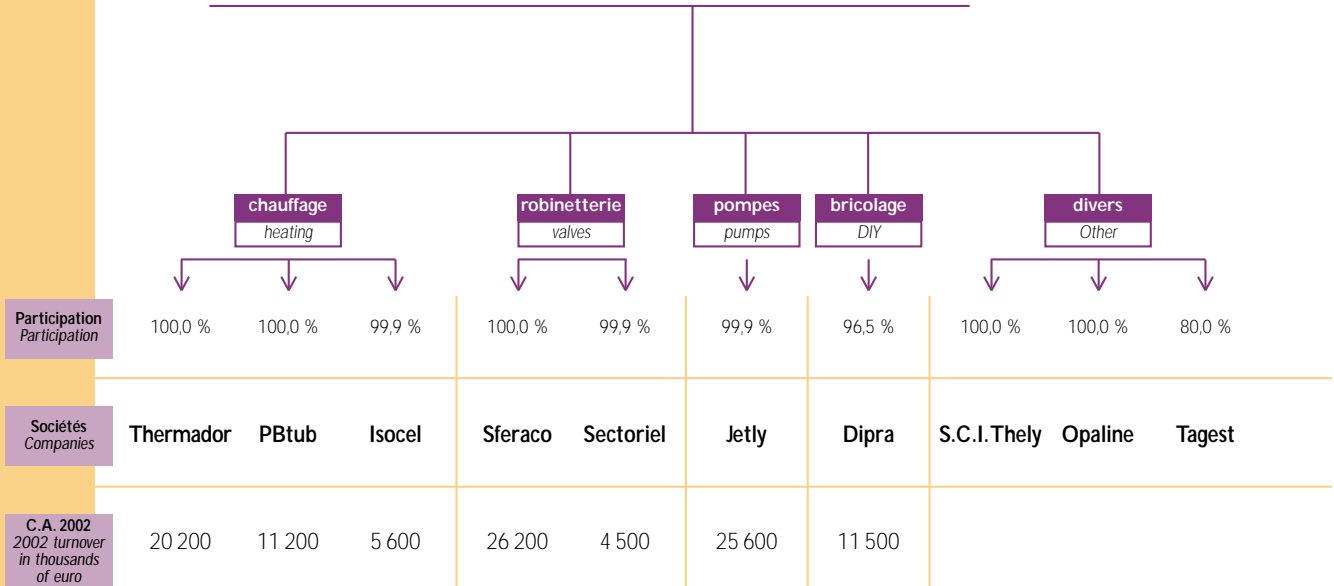 chauffage
heating
robinetterie
valves
pompes
pumps
bricolage
DIY
divers
Other
Participation
Participation
100,0 % 100,0 % 99,9 % 100,0 % 99,9 % 99,9 % 96,5 % 100,0 % 100,0 % 80,0 %
Sociétés
Companies
Thermador PBtub Isocel Sferaco Sectoriel Jetly Dipra S.C.I. Thely Opaline Tagest
C.A. 2002
2002 turnover
in thousands
of euro
20 200 11 200 5 600 26 200 4 500 25 600 11 500